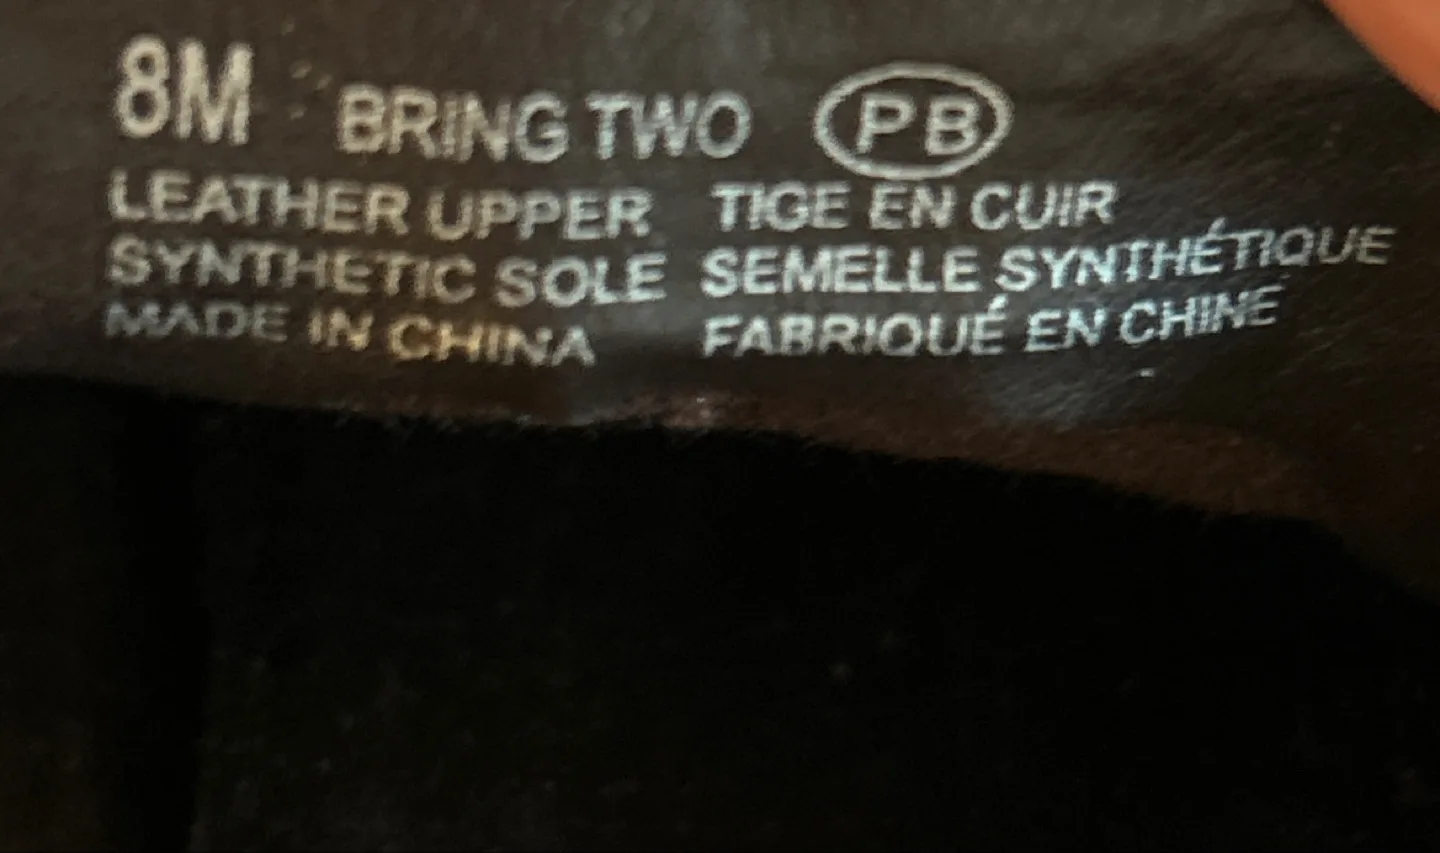 8M BRING TWO PB
LEATHER UPPER TIGE EN CUIR
SYNTHETIC SOLE SEMELLE SYNTHÉTIQUE
MADE IN CHINA FABRIQUÉ EN CHINE